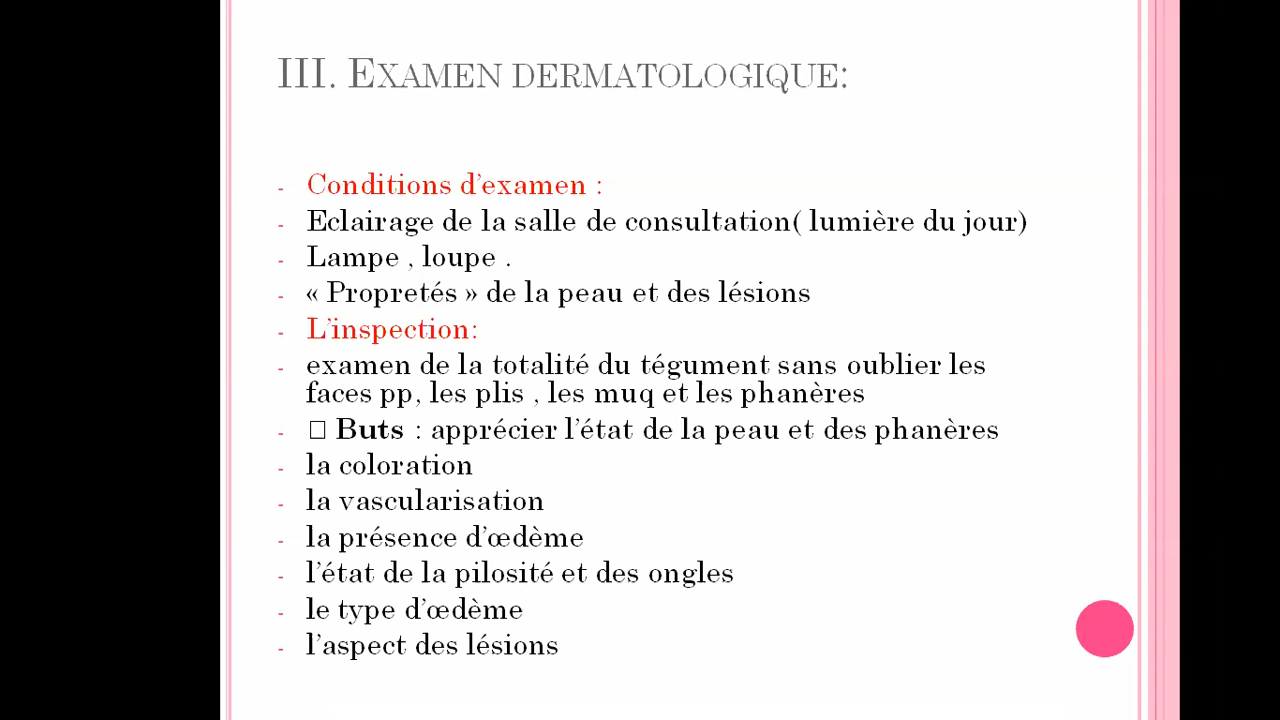 III. EXAMEN DERMATOLOGIQUE:
- Conditions d'examen :
- Eclairage de la salle de consultation( lumière du jour)
- Lampe , loupe .
- « Propretés » de la peau et des lésions
- L'inspection:
- examen de la totalité du tégument sans oublier les
faces pp, les plis , les muq et les phanères
- □ Buts : apprécier l'état de la peau et des phanères
- la coloration
- la vascularisation
- la présence d'œdème
- l'état de la pilosité et des ongles
- le type d'œdème
- l'aspect des lésions